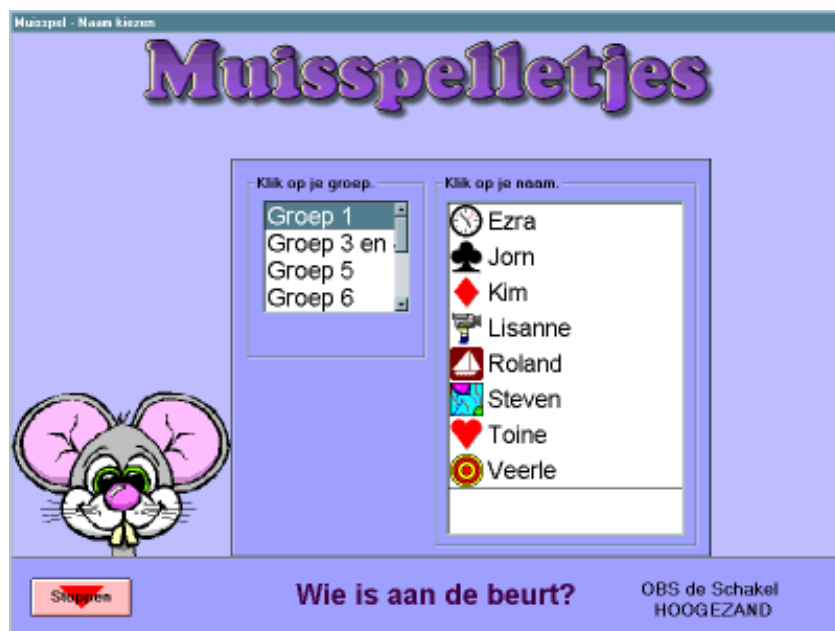 Muisspel - Naam kiezen
Muisspelletjes
Klik op je groep.
Groep 1
Groep 3 en
Groep 5
Groep 6
Klik op je naam.
Ezra
Jorn
Kim
Lisanne
Roland
Steven
Toine
Veerle
Stoppen
Wie is aan de beurt?
OBS de Schakel
HOOGEZAND